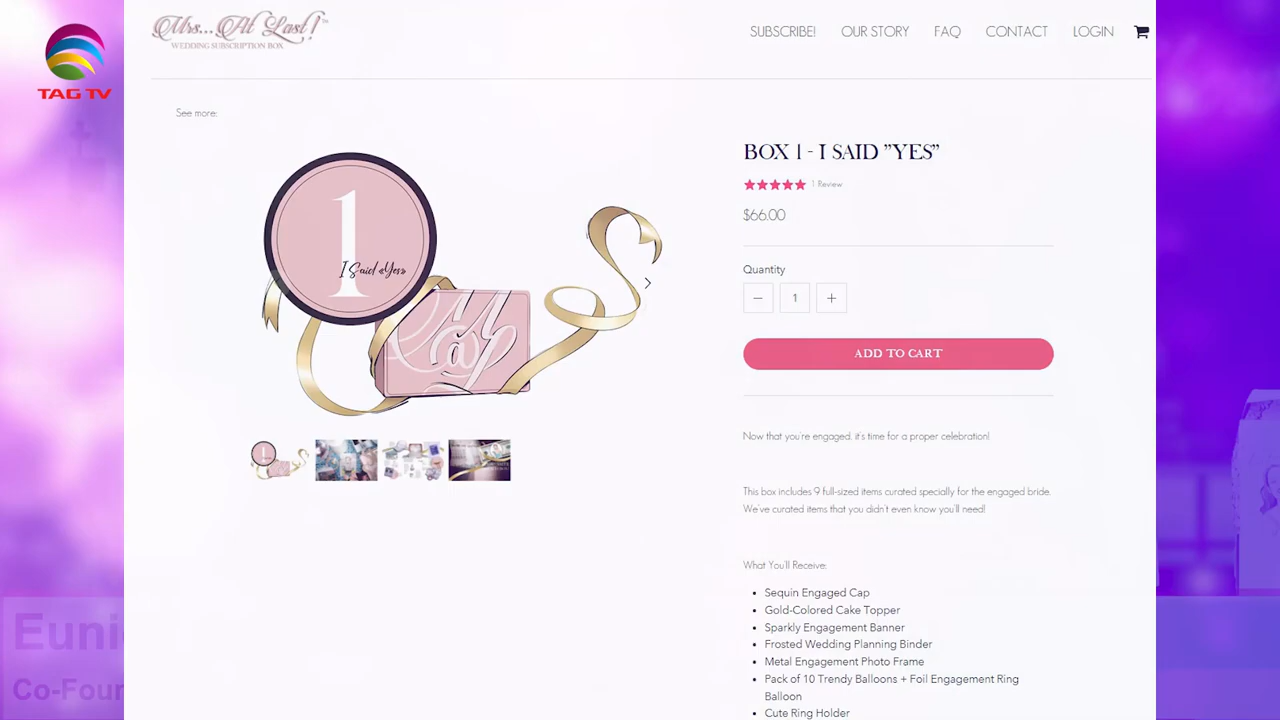 TAG TV
Mrs... At Last!
WEDDING SUBSCRIPTION BOX
SUBSCRIBE!
OUR STORY
FAQ
CONTACT
LOGIN
See more:
1
I Said «Yes»
BOX 1 - I SAID "YES"
1 Review
$66.00
Quantity
1
ADD TO CART
Now that you're engaged, it's time for a proper celebration!
This box includes 9 full-sized items curated specially for the engaged bride.
We've curated items that you didn't even know you'll need!
What You'll Receive:
Sequin Engaged Cap
Gold-Colored Cake Topper
Sparkly Engagement Banner
Frosted Wedding Planning Binder
Metal Engagement Photo Frame
Pack of 10 Trendy Balloons + Foil Engagement Ring
Balloon
Cute Ring Holder
Euni
Co-Foun